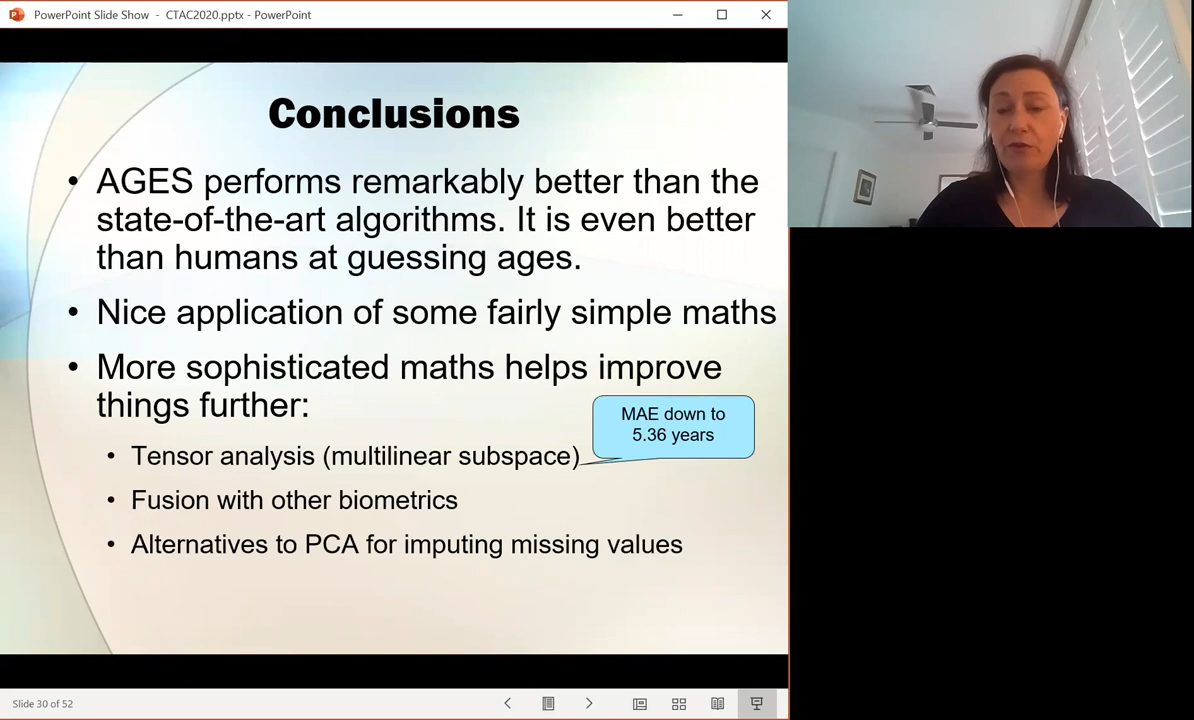 PowerPoint Slide Show - CTAC2020.pptx - PowerPoint
Conclusions
• AGES performs remarkably better than the
state-of-the-art algorithms. It is even better
than humans at guessing ages.
• Nice application of some fairly simple maths
• More sophisticated maths helps improve
things further:
MAE down to
5.36 years
• Tensor analysis (multilinear subspace)
• Fusion with other biometrics
• Alternatives to PCA for imputing missing values
Slide 30 of 52